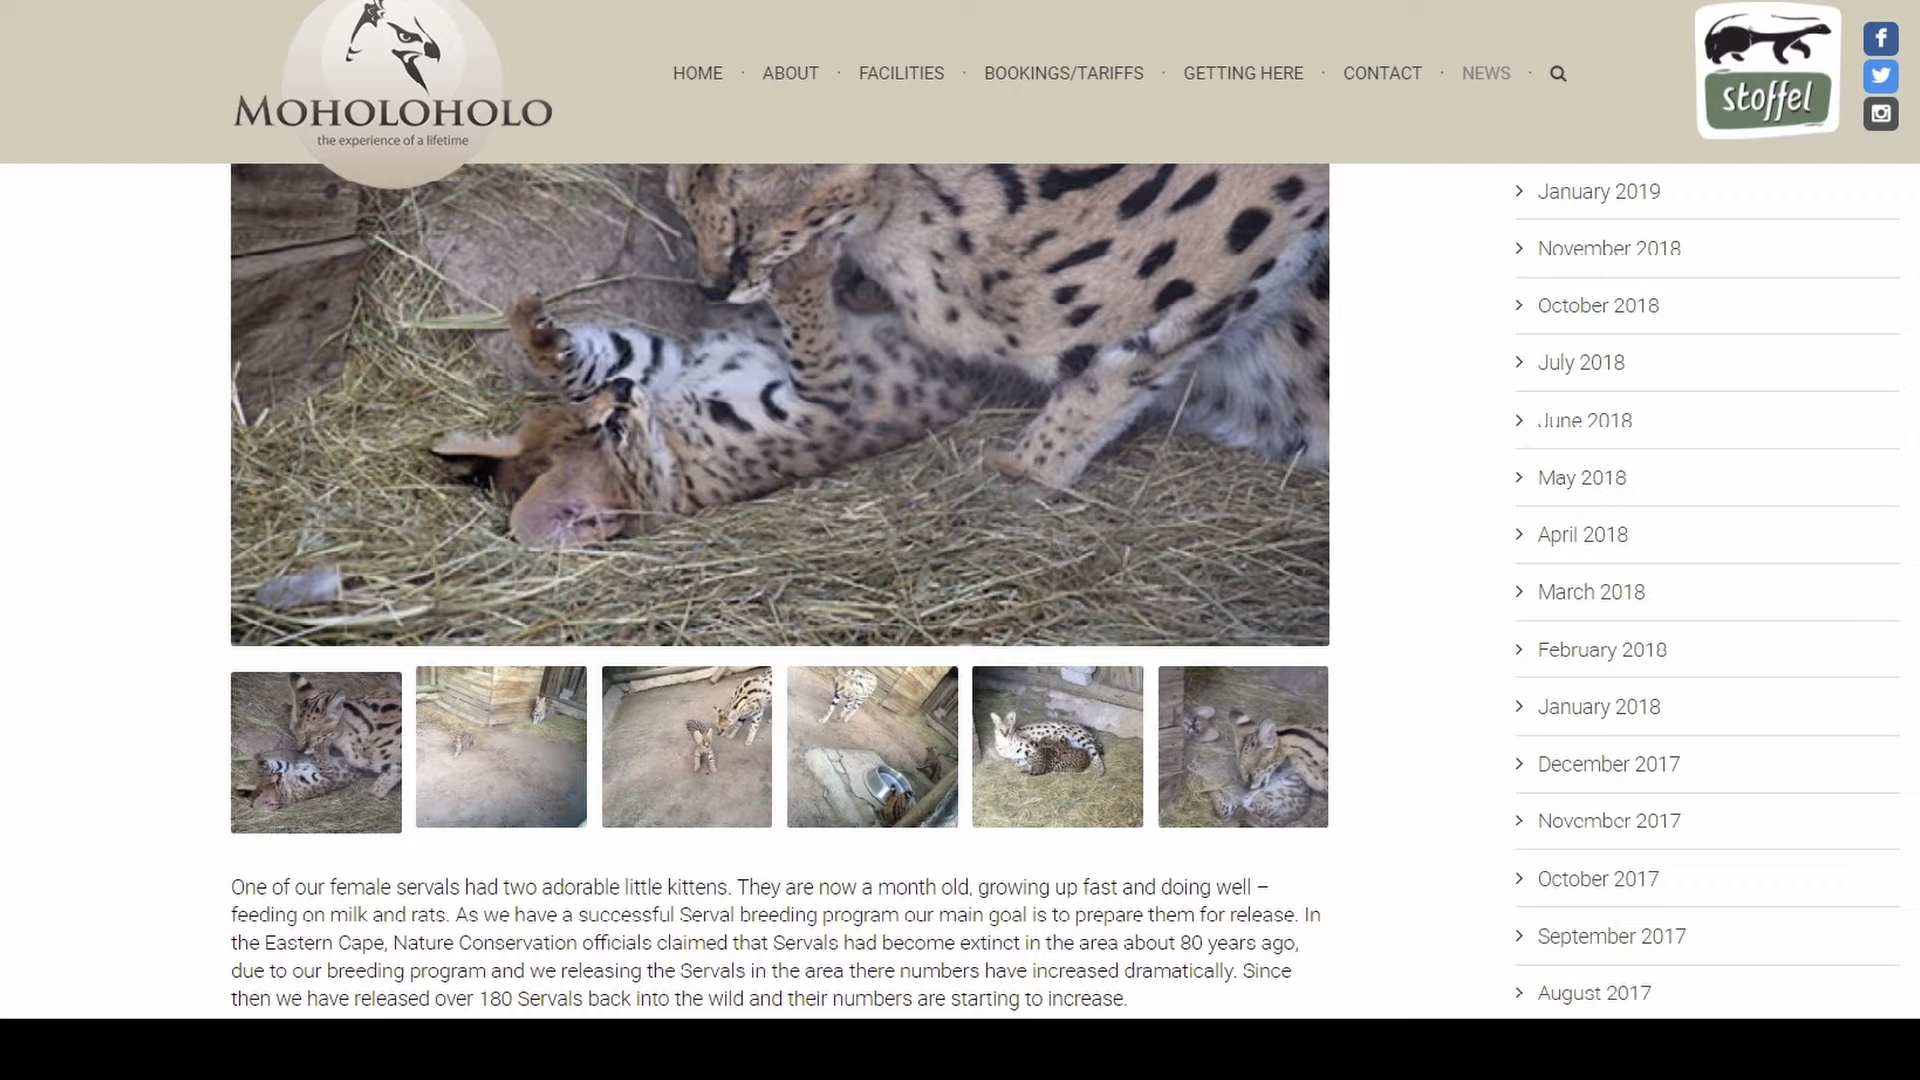 MOHOLOHOLO
the experience of a lifetime
HOME · ABOUT · FACILITIES · BOOKINGS/TARIFFS · GETTING HERE · CONTACT · NEWS ·
stoffel
January 2019
November 2018
October 2018
July 2018
June 2018
May 2018
April 2018
March 2018
February 2018
January 2018
December 2017
November 2017
October 2017
September 2017
August 2017
One of our female servals had two adorable little kittens. They are now a month old, growing up fast and doing well –
feeding on milk and rats. As we have a successful Serval breeding program our main goal is to prepare them for release. In
the Eastern Cape, Nature Conservation officials claimed that Servals had become extinct in the area about 80 years ago,
due to our breeding program and we releasing the Servals in the area there numbers have increased dramatically. Since
then we have released over 180 Servals back into the wild and their numbers are starting to increase.